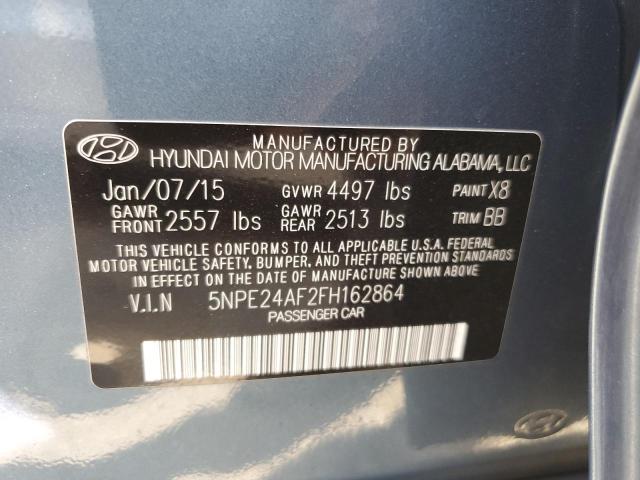 MANUFACTURED BY
HYUNDAI MOTOR MANUFACTURING ALABAMA, LLC
Jan/07/15 GVWR 4497 lbs PAINT X8
GAWR FRONT 2557 lbs GAWR REAR 2513 lbs TRIM BB
THIS VEHICLE CONFORMS TO ALL APPLICABLE U.S.A. FEDERAL
MOTOR VEHICLE SAFETY, BUMPER, AND THEFT PREVENTION
STANDARDS IN EFFECT ON THE DATE OF MANUFACTURE SHOWN ABOVE.
V.I.N 5NPE24AF2FH162864
PASSENGER CAR